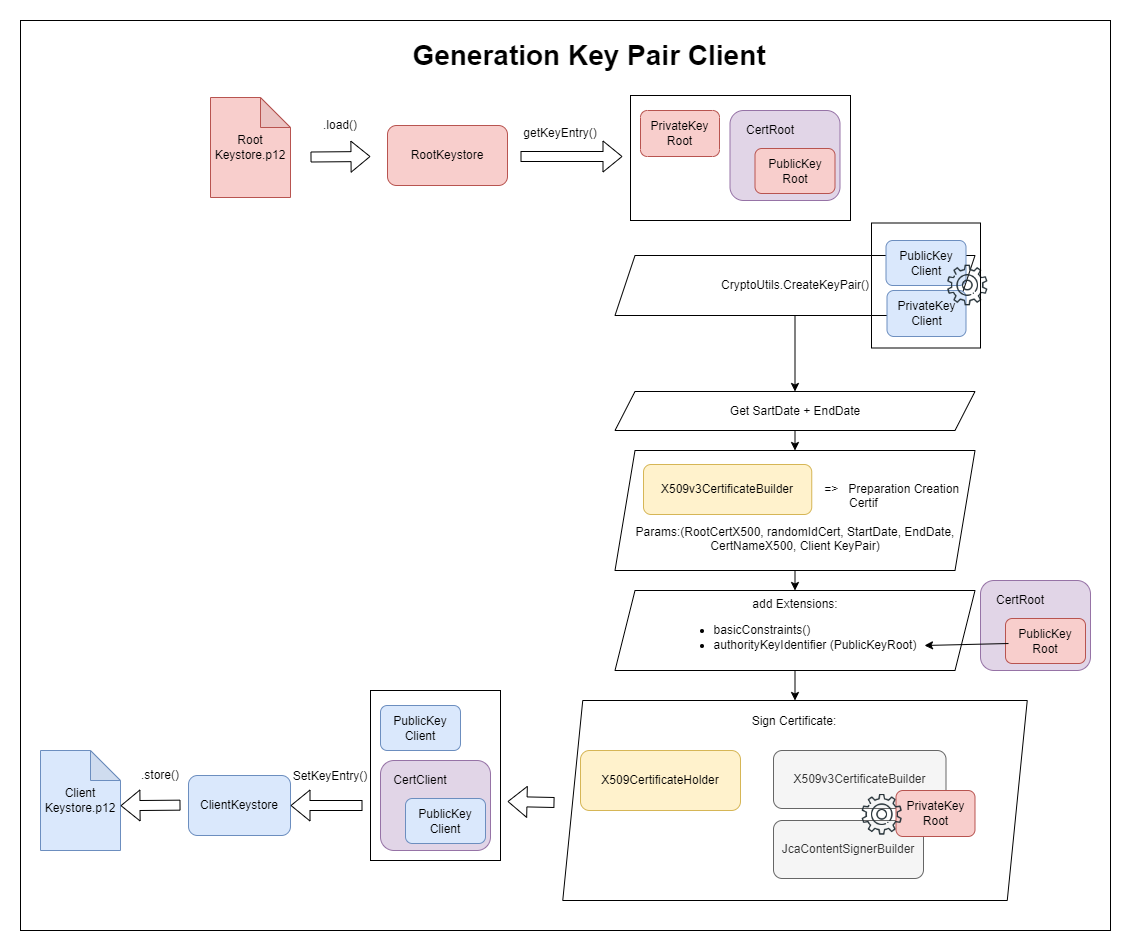 Generation Key Pair Client
Root
Keystore.p12
.load()
RootKeystore
getKeyEntry()
PrivateKey
Root
CertRoot
PublicKey
Root
CryptoUtils.CreateKeyPair()
PublicKey
Client
PrivateKey
Client
Get SartDate + EndDate
X509v3CertificateBuilder
=> Preparation Creation
Certif
Params:(RootCertX500, randomIdCert, StartDate, EndDate,
CertNameX500, Client KeyPair)
add Extensions:
• basicConstraints()
• authorityKeyIdentifier (PublicKeyRoot)
CertRoot
PublicKey
Root
Sign Certificate:
X509CertificateHolder
X509v3CertificateBuilder
PrivateKey
Root
JcaContentSignerBuilder
PublicKey
Client
CertClient
PublicKey
Client
SetKeyEntry()
ClientKeystore
.store()
Client
Keystore.p12